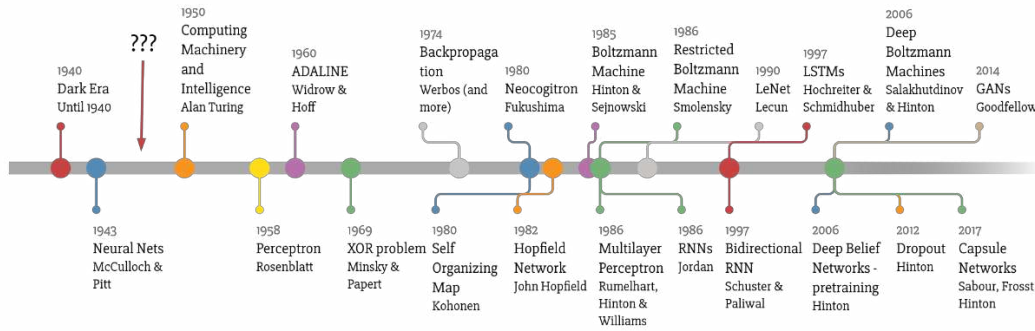 ???
1940
Dark Era
Until 1940
1950
Computing
Machinery
and
Intelligence
Alan Turing
1960
ADALINE
Widrow &
Hoff
1974
Backpropaga
tion
Werbos (and
more)
1980
Neocogitron
Fukushima
1985
Boltzmann
Machine
Hinton &
Sejnowski
1986
Restricted
Boltzmann
Machine
Smolensky
1990
LeNet
Lecun
1997
LSTMs
Hochreiter &
Schmidhuber
2006
Deep
Boltzmann
Machines
Salakhutdinov
& Hinton
2014
GANs
Goodfellow
1943
Neural Nets
McCulloch &
Pitt
1958
Perceptron
Rosenblatt
1969
XOR problem
Minsky &
Papert
1980
Self
Organizing
Map
Kohonen
1982
Hopfield
Network
John Hopfield
1986
Multilayer
Perceptron
Rumelhart,
Hinton &
Williams
1986
RNNs
Jordan
1997
Bidirectional
RNN
Schuster &
Paliwal
2006
Deep Belief
Networks -
pretraining
Hinton
2012
Dropout
Hinton
2017
Capsule
Networks
Sabour, Frosst
Hinton